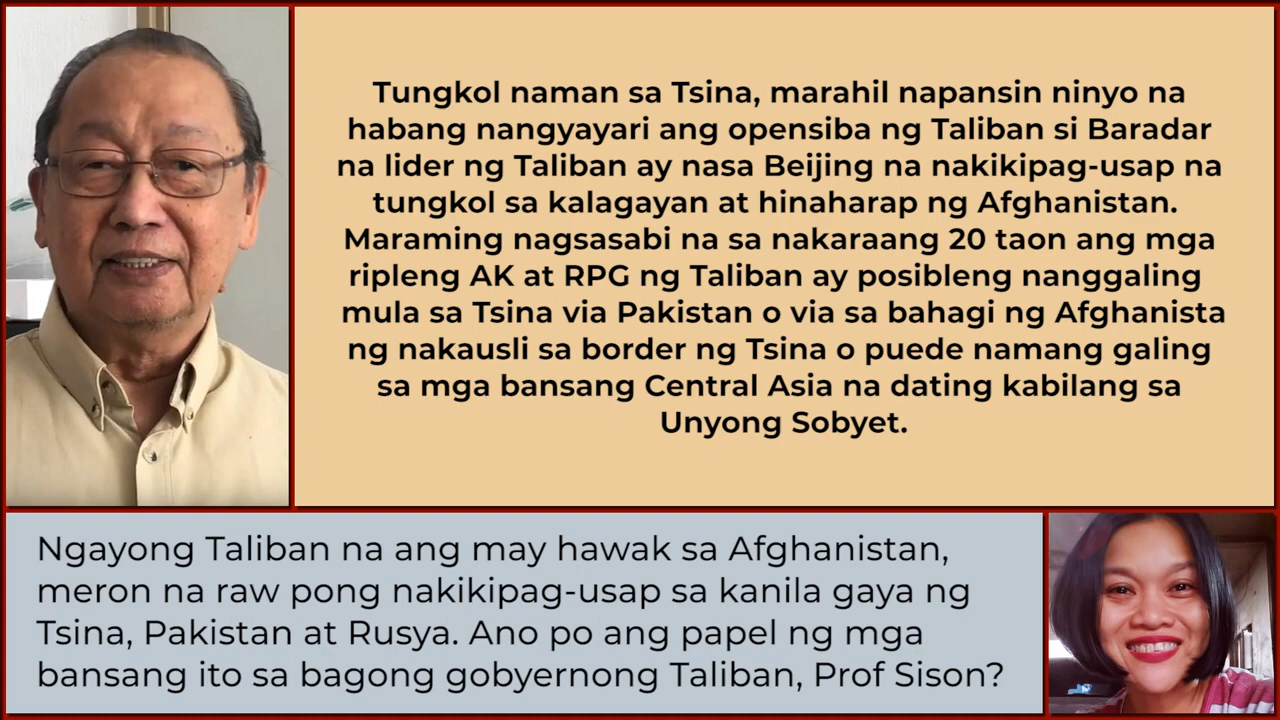 Tungkol naman sa Tsina, marahil napansin ninyo na
habang nangyayari ang opensiba ng Taliban si Baradar
na lider ng Taliban ay nasa Beijing na nakikipag-usap na
tungkol sa kalagayan at hinaharap ng Afghanistan.
Maraming nagsasabi na sa nakaraang 20 taon ang mga
ripleng AK at RPG ng Taliban ay posibleng nanggaling
mula sa Tsina via Pakistan o via sa bahagi ng Afghanista
ng nakausli sa border ng Tsina o puede namang galing
sa mga bansang Central Asia na dating kabilang sa
Unyong Sobyet.
Ngayong Taliban na ang may hawak sa Afghanistan,
meron na raw pong nakikipag-usap sa kanila gaya ng
Tsina, Pakistan at Rusya. Ano po ang papel ng mga
bansang ito sa bagong gobyernong Taliban, Prof Sison?